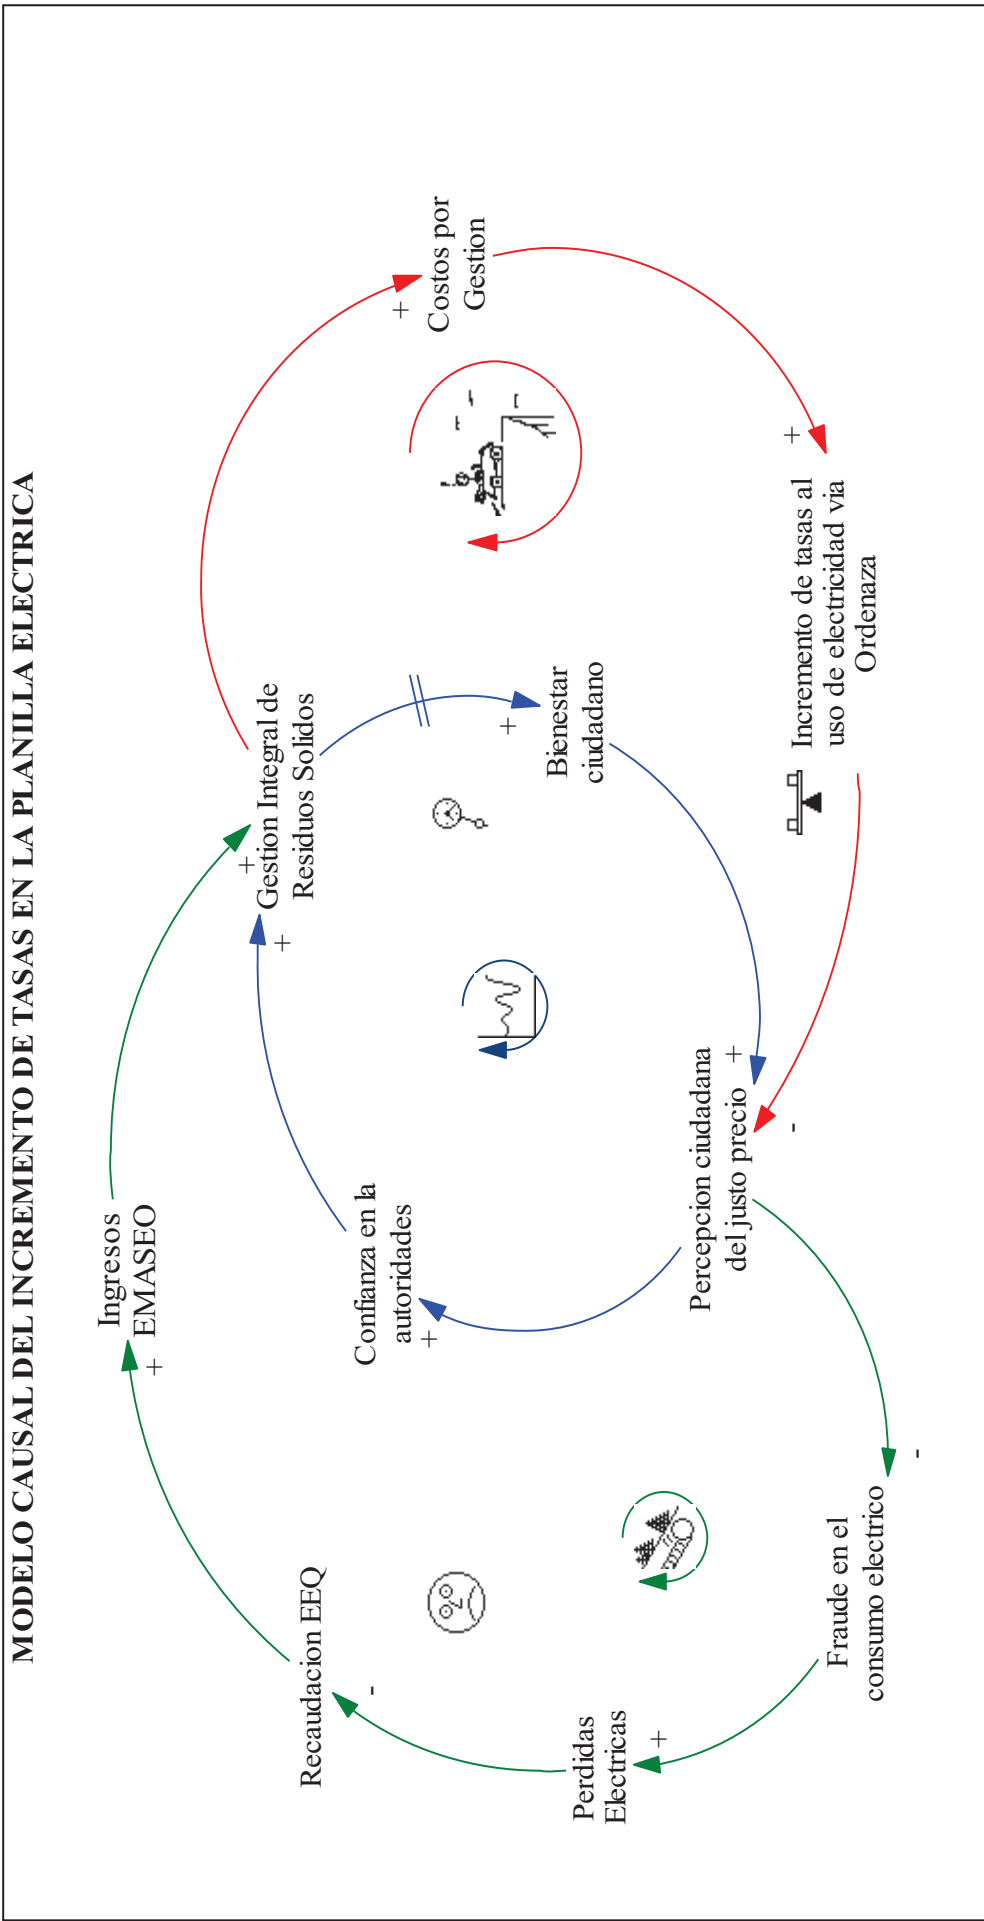 MODELO CAUSAL DEL INCREMENTO DE TASAS EN LA PLANILLA ELECTRICA
Ingresos
EMASEO
+
+
Gestion Integral de
Residuos Solidos
+
Recaudacion EEQ
-
Confianza en la
autoridades
+
+
Costos por
Gestion
+
Bienestar
ciudadano
Perdidas
Electricas
+
Percepcion ciudadana
del justo precio
+
-
+
Incremento de tasas al
uso de electricidad via
Ordenaza
Fraude en el
consumo electrico
-